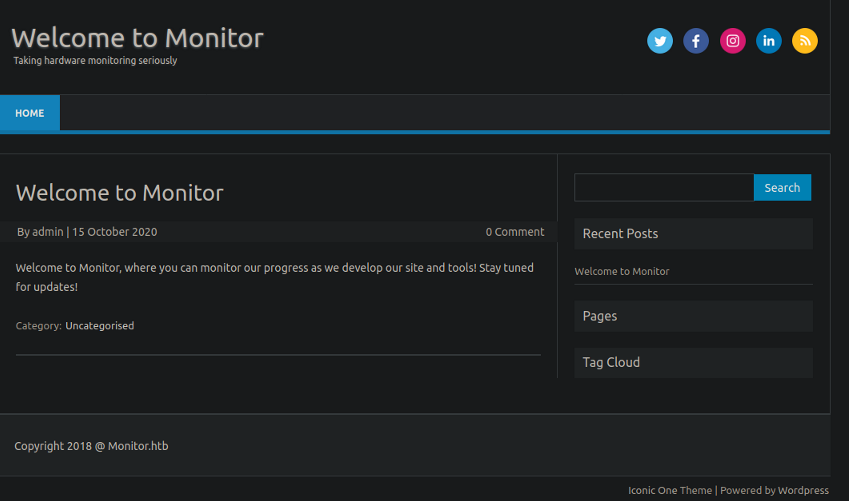 Welcome to Monitor
Taking hardware monitoring seriously
HOME
Welcome to Monitor
By admin | 15 October 2020
0 Comment
Welcome to Monitor, where you can monitor our progress as we develop our site and tools! Stay tuned
for updates!
Category: Uncategorised
Search
Recent Posts
Welcome to Monitor
Pages
Tag Cloud
Copyright 2018 @ Monitor.htb
Iconic One Theme | Powered by Wordpress